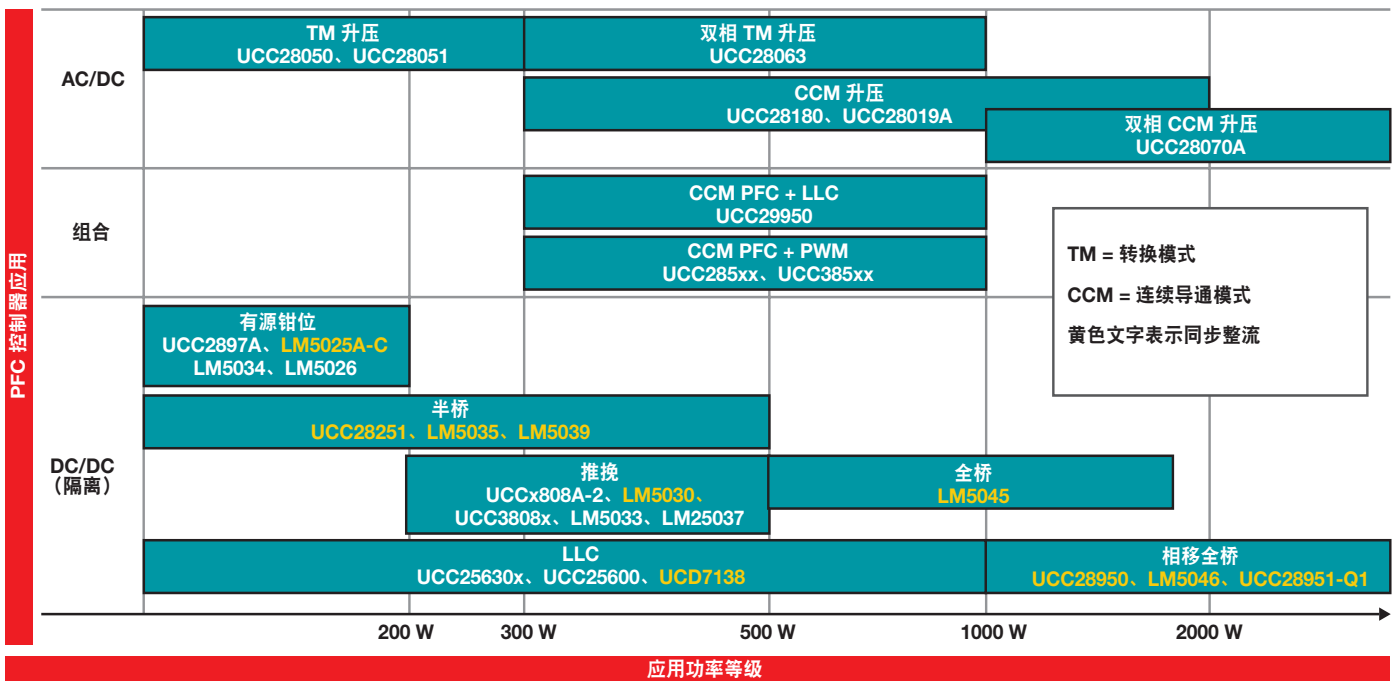 PFC 控制器应用
AC/DC
TM 升压
UCC28050、UCC28051
双相 TM 升压
UCC28063
CCM 升压
UCC28180、UCC28019A
双相 CCM 升压
UCC28070A
组合
CCM PFC + LLC
UCC29950
CCM PFC + PWM
UCC285xx、UCC385xx
TM = 转换模式
CCM = 连续导通模式
黄色文字表示同步整流
DC/DC
（隔离）
有源钳位
UCC2897A、LM5025A-C
LM5034、LM5026
半桥
UCC28251、LM5035、LM5039
推挽
UCCx808A-2、LM5030、
UCC3808x、LM5033、LM25037
全桥
LM5045
LLC
UCC25630x、UCC25600、UCD7138
相移全桥
UCC28950、LM5046、UCC28951-Q1
200 W
300 W
500 W
1000 W
2000 W
应用功率等级